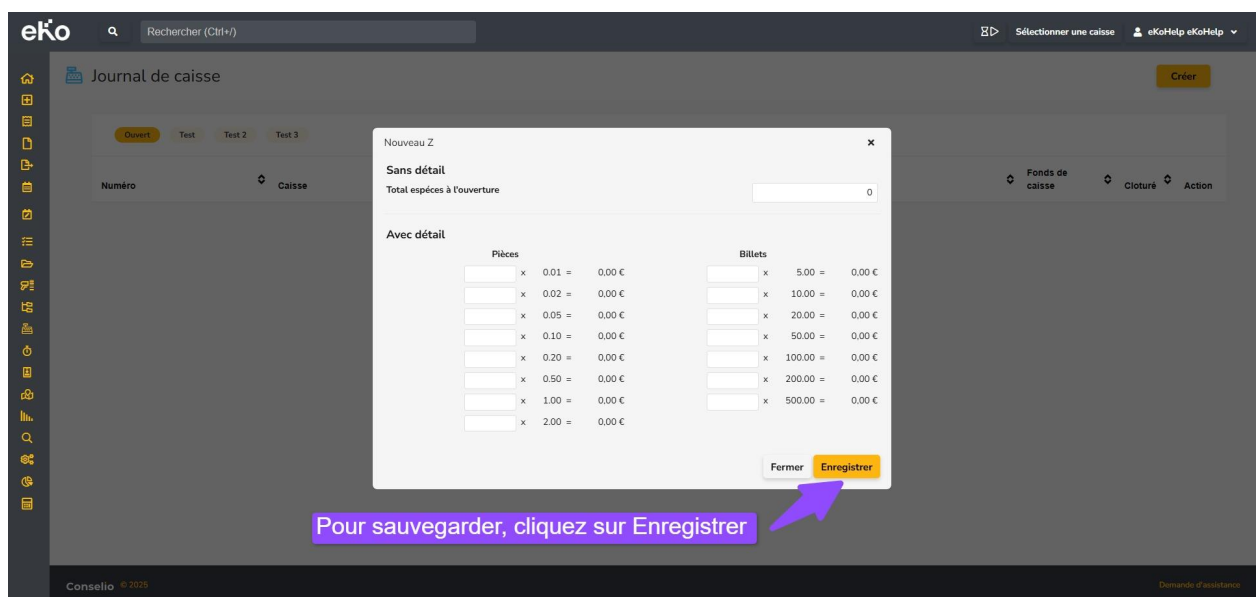 eKo
Rechercher (Ctrl+/)
Sélectionner une caisse
eKoHelp eKoHelp
Journal de caisse
Créer
Ouvert Test Test 2 Test 3
Numéro Caisse Fonds de caisse Cloturé Action
Nouveau Z
Sans détail
Total espéces à l'ouverture 0
Avec détail
Pièces Billets
x 0.01 = 0,00 € x 5.00 = 0,00 €
x 0.02 = 0,00 € x 10.00 = 0,00 €
x 0.05 = 0,00 € x 20.00 = 0,00 €
x 0.10 = 0,00 € x 50.00 = 0,00 €
x 0.20 = 0,00 € x 100.00 = 0,00 €
x 0.50 = 0,00 € x 200.00 = 0,00 €
x 1.00 = 0,00 € x 500.00 = 0,00 €
x 2.00 = 0,00 €
Fermer Enregistrer
Pour sauvegarder, cliquez sur Enregistrer
Conselio © 2025
Demande d'assistance